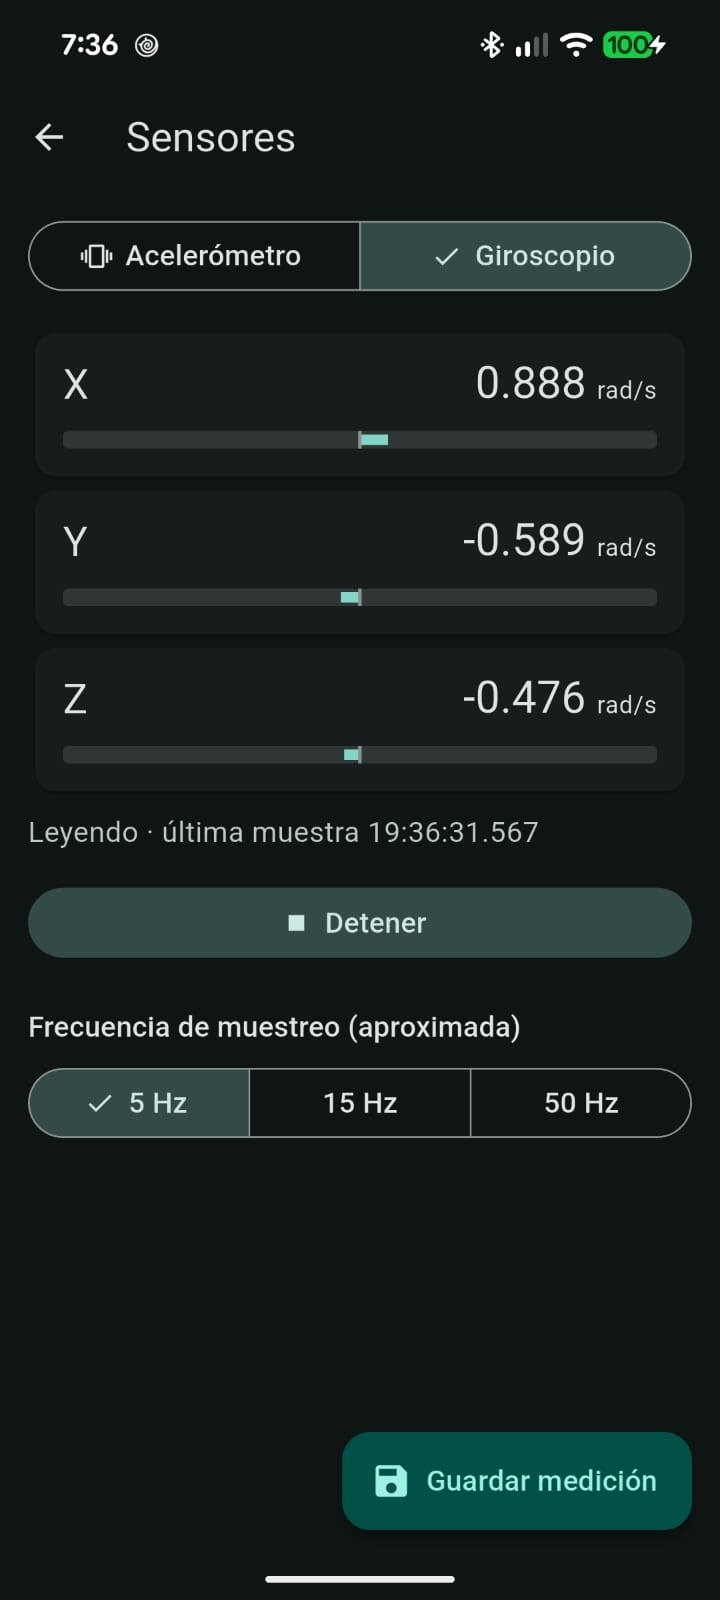 7:36
100
Sensores
Acelerómetro
Giroscopio
X
0.888 rad/s
Y
-0.589 rad/s
Z
-0.476 rad/s
Leyendo · última muestra 19:36:31.567
Detener
Frecuencia de muestreo (aproximada)
5 Hz
15 Hz
50 Hz
Guardar medición